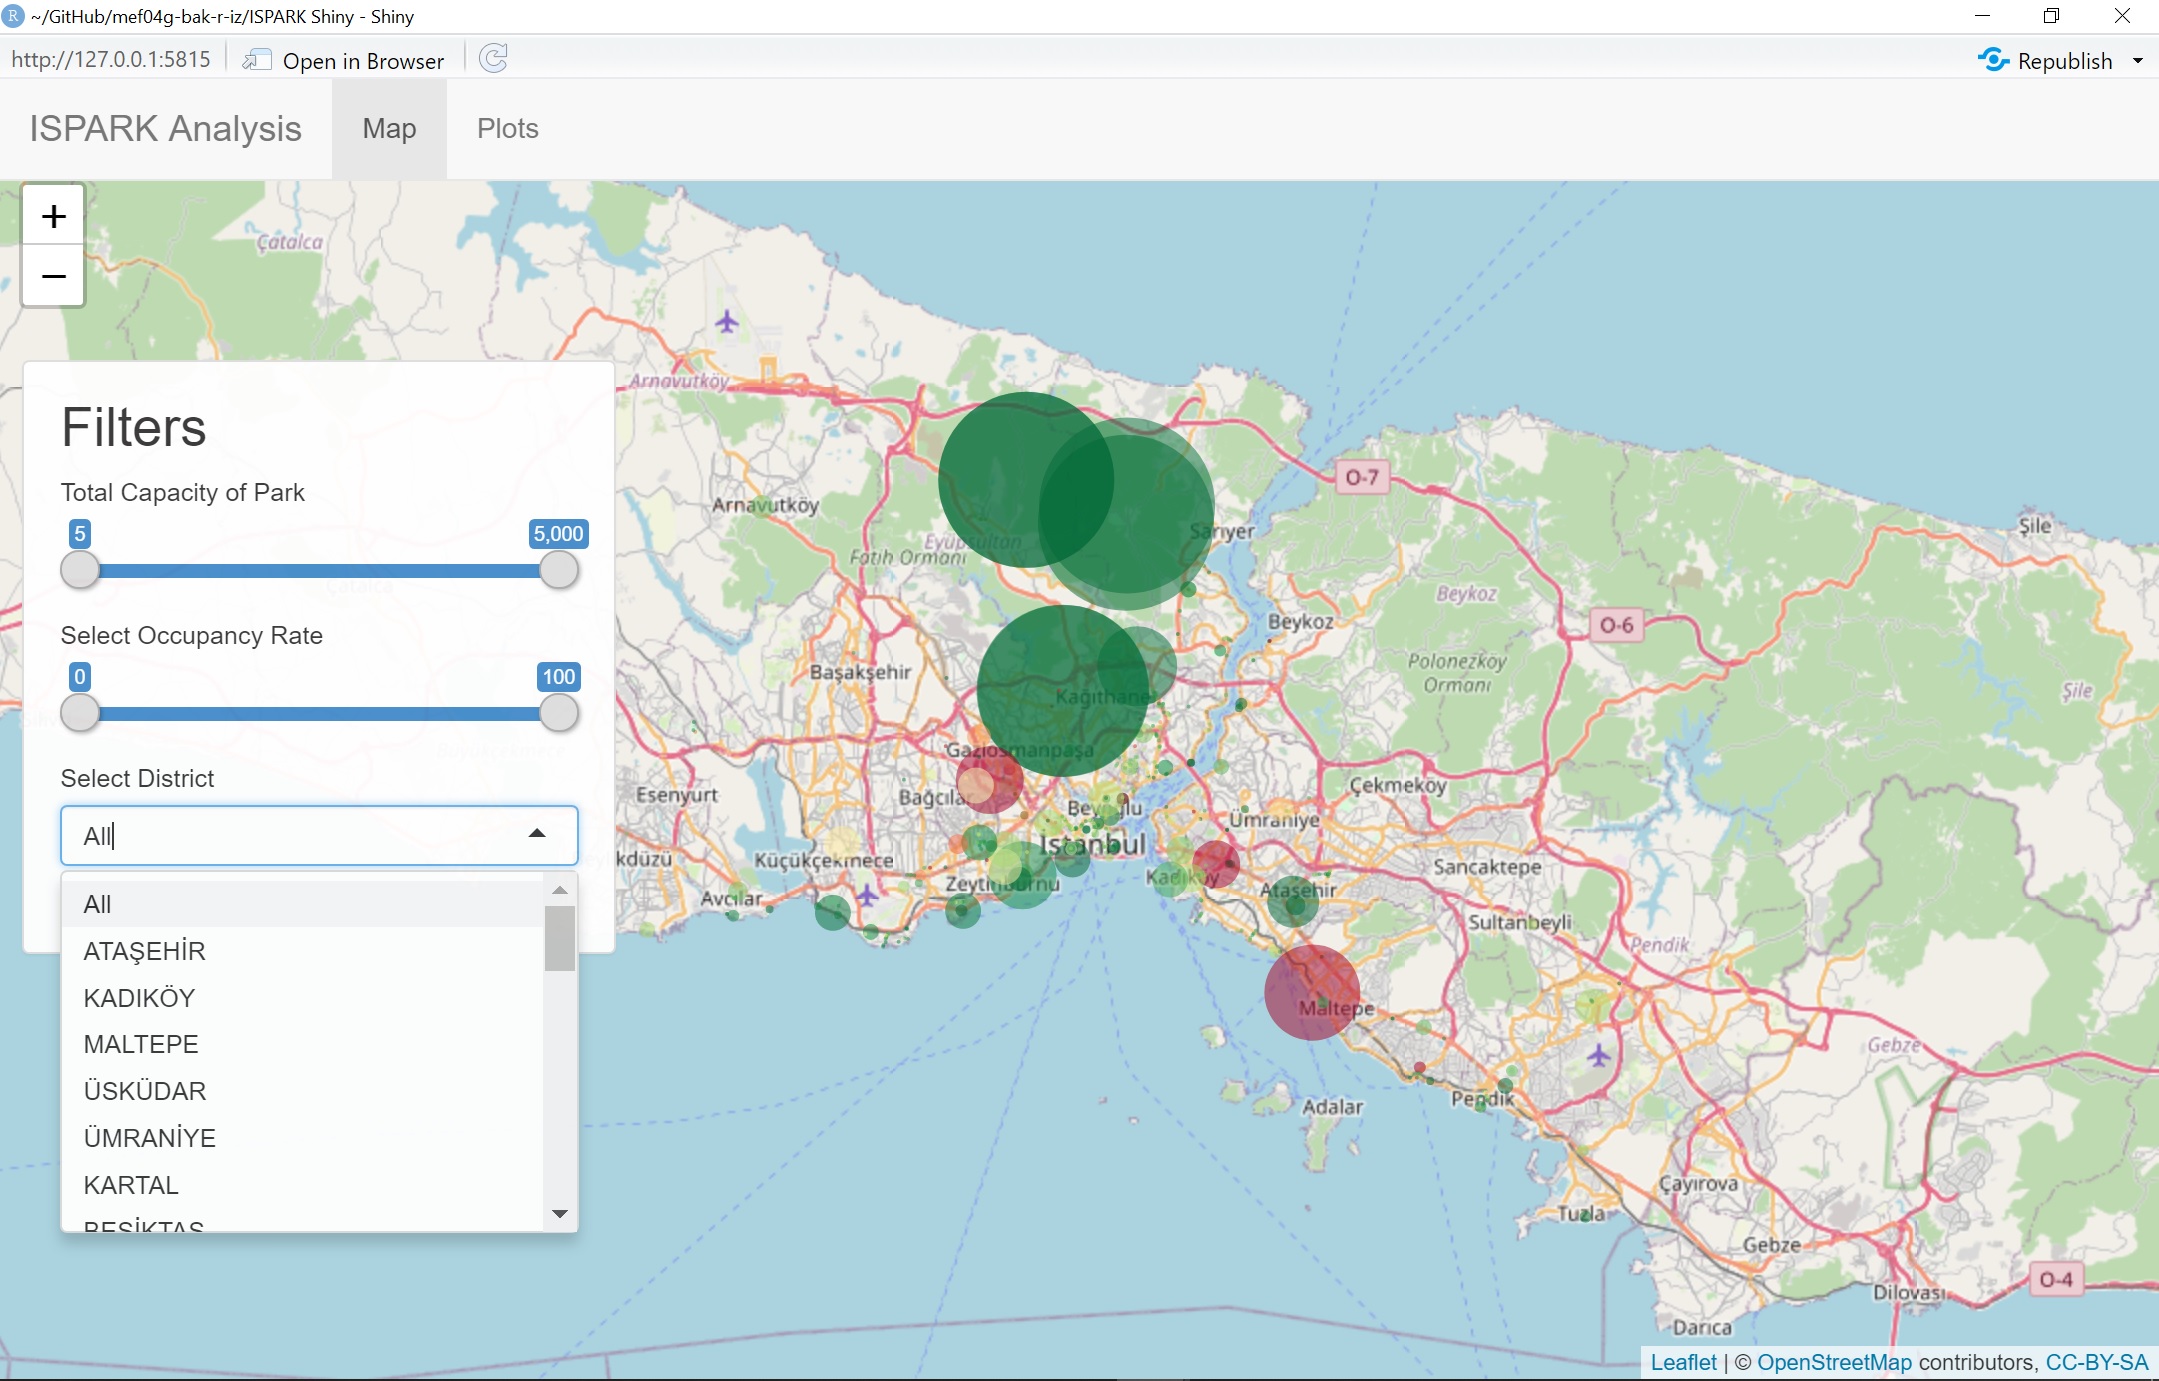 R ~/GitHub/mef04g-bak-r-iz/ISPARK Shiny - Shiny
http://127.0.0.1:5815 Open in Browser Republish
ISPARK Analysis Map Plots
+
−
Filters
Total Capacity of Park
5 5,000
Select Occupancy Rate
0 100
Select District
All
All
ATAŞEHİR
KADIKÖY
MALTEPE
ÜSKÜDAR
ÜMRANİYE
KARTAL
BEŞİKTAŞ
Çatalca
Arnavutköy
Arnavutköy
Eyüpsultan
Fatih Ormanı
Sarıyer
O-7
Şile
Beykoz
Beykoz
O-6
Polonezköy
Ormanı
Şile
Başakşehir
Kağıthane
Gaziosmanpaşa
Esenyurt
Bağcılar
Beyoğlu
Çekmeköy
Ümraniye
İstanbul
kdüzü
Küçükçekmece
Sancaktepe
Zeytinburnu
Kadıköy
Ataşehir
Avcılar
Sultanbeyli
Pendik
Maltepe
Gebze
Adalar
Pendik
Çayırova
Tuzla
Gebze
O-4
Dilovası
Darıca
Leaflet | © OpenStreetMap contributors, CC-BY-SA